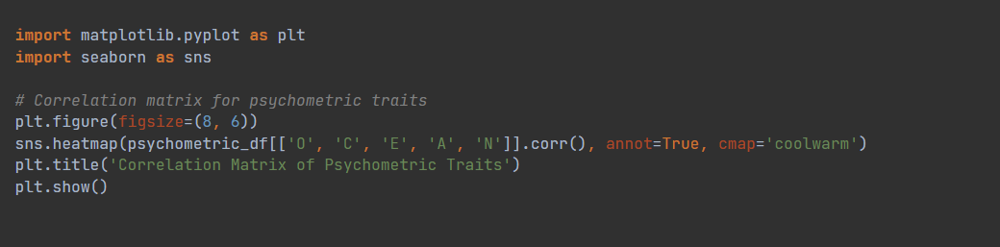 import matplotlib.pyplot as plt
import seaborn as sns
# Correlation matrix for psychometric traits
plt.figure(figsize=(8, 6))
sns.heatmap(psychometric_df[['O', 'C', 'E', 'A', 'N']].corr(), annot=True, cmap='coolwarm')
plt.title('Correlation Matrix of Psychometric Traits')
plt.show()